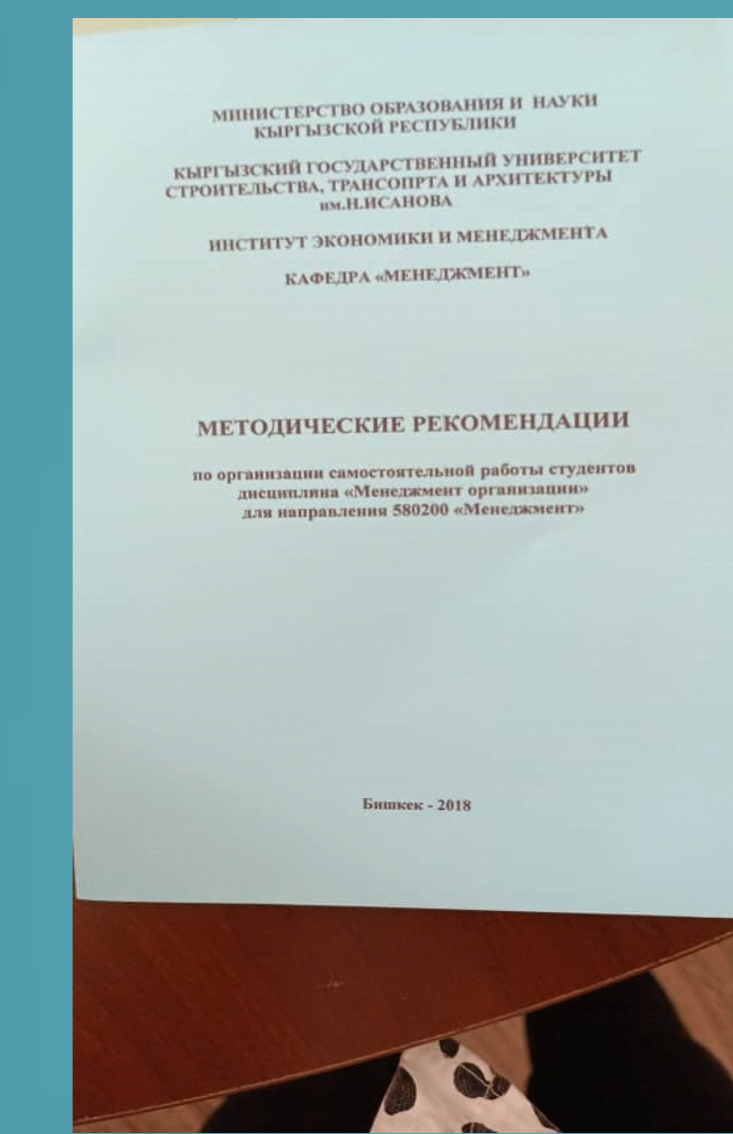 МИНИСТЕРСТВО ОБРАЗОВАНИЯ И НАУКИ
КЫРГЫЗСКОЙ РЕСПУБЛИКИ
КЫРГЫЗСКИЙ ГОСУДАРСТВЕННЫЙ УНИВЕРСИТЕТ
СТРОИТЕЛЬСТВА, ТРАНСОПРТА И АРХИТЕКТУРЫ
им.Н.ИСАНОВА
ИНСТИТУТ ЭКОНОМИКИ И МЕНЕДЖМЕНТА
КАФЕДРА «МЕНЕДЖМЕНТ»
МЕТОДИЧЕСКИЕ РЕКОМЕНДАЦИИ
по организации самостоятельной работы студентов
дисциплина «Менеджмент организации»
для направления 580200 «Менеджмент»
Бишкек - 2018